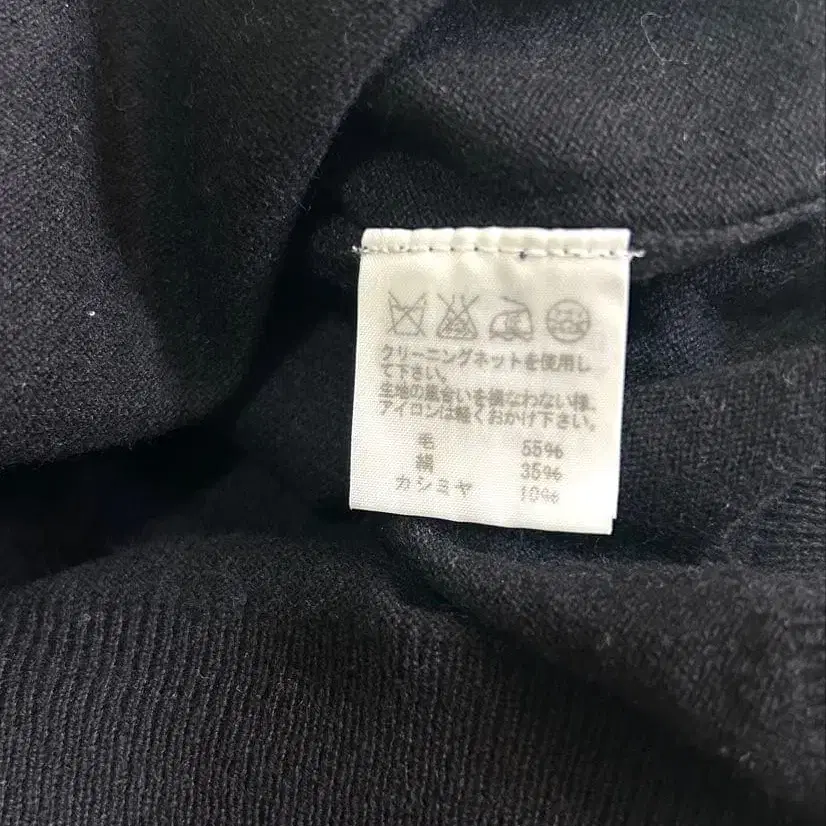 クリーニングネットを使用し
て下さい。
生地の風合いを損なわない様、
アイロンは軽くおかけ下さい。
毛 55%
絹 35%
カシミヤ 10%